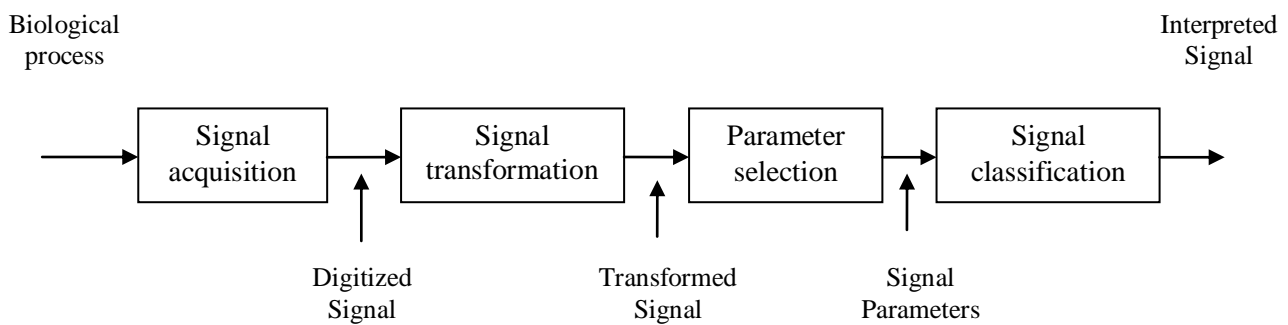 Biological
process
Interpreted
Signal
Signal
acquisition
Signal
transformation
Parameter
selection
Signal
classification
Digitized
Signal
Transformed
Signal
Signal
Parameters